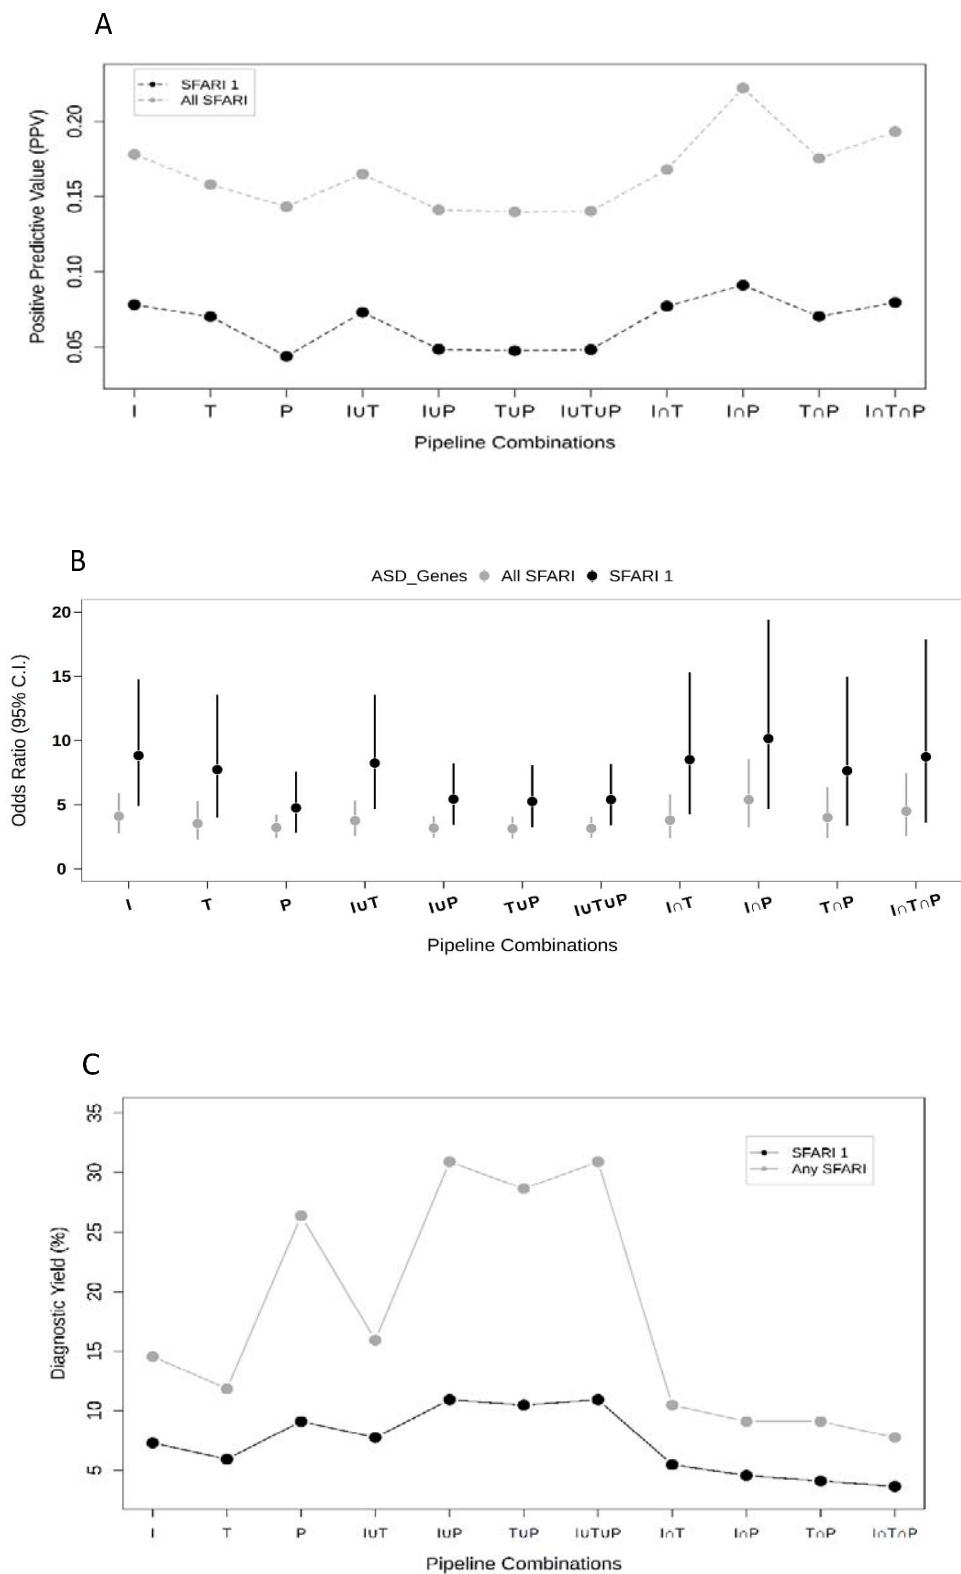 A
SFARI 1
All SFARI
Positive Predictive Value (PPV)
0.20
0.15
0.10
0.05
I T P I∪T I∪P T∪P I∪T∪P I∩T I∩P T∩P I∩T∩P
Pipeline Combinations
B
ASD_Genes All SFARI SFARI 1
Odds Ratio (95% C.I.)
20
15
10
5
0
I T P I∪T I∪P T∪P I∪T∪P I∩T I∩P T∩P I∩T∩P
Pipeline Combinations
C
SFARI 1
Any SFARI
Diagnostic Yield (%)
35
30
25
20
15
10
5
I T P I∪T I∪P T∪P I∪T∪P I∩T I∩P T∩P I∩T∩P
Pipeline Combinations